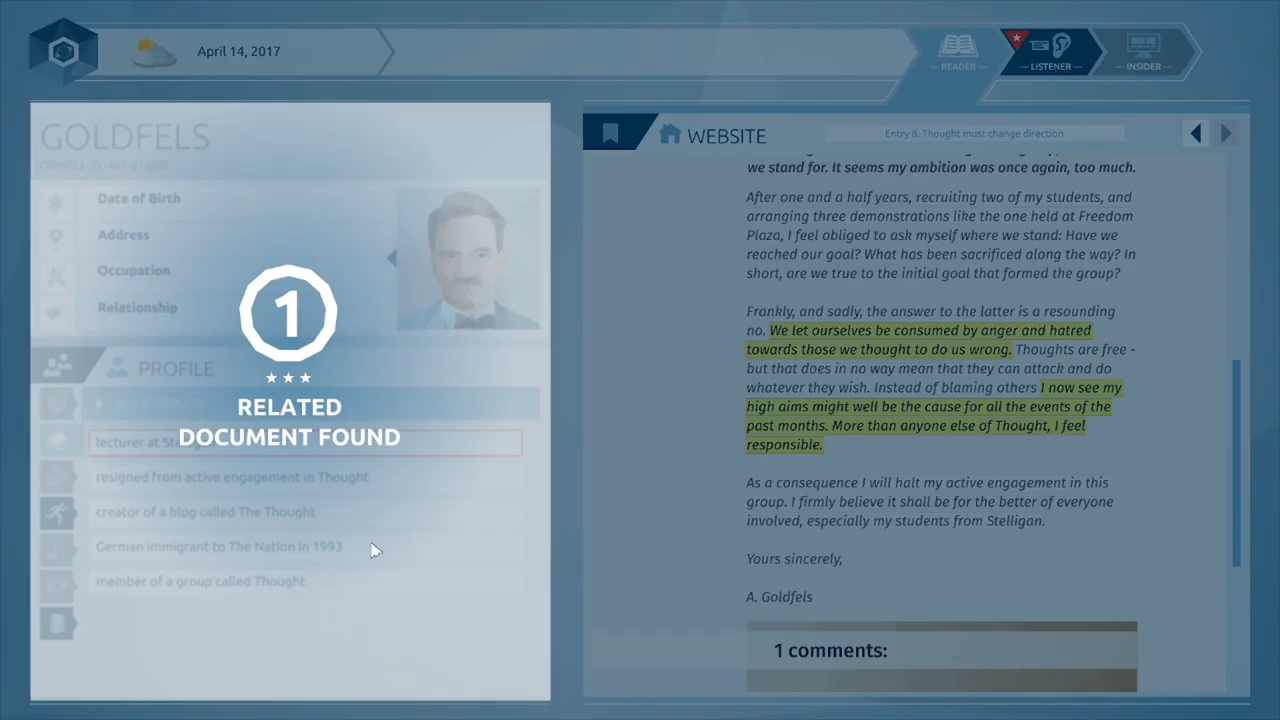 April 14, 2017
READER
LISTENER
INSIDER
GOLDFELS
Date of Birth
Address
Occupation
Relationship
PROFILE
1
RELATED
DOCUMENT FOUND
lecturer at
resigned from active engagement in Thought
creator of a blog called The Thought
German immigrant to The Nation in 1993
member of a group called Thought
WEBSITE
Entry 8: Thought must change direction
we stand for. It seems my ambition was once again, too much.
After one and a half years, recruiting two of my students, and
arranging three demonstrations like the one held at Freedom
Plaza, I feel obliged to ask myself where we stand: Have we
reached our goal? What has been sacrificed along the way? In
short, are we true to the initial goal that formed the group?
Frankly, and sadly, the answer to the latter is a resounding
no. We let ourselves be consumed by anger and hatred
towards those we thought to do us wrong. Thoughts are free -
but that does in no way mean that they can attack and do
whatever they wish. Instead of blaming others I now see my
high aims might well be the cause for all the events of the
past months. More than anyone else of Thought, I feel
responsible.
As a consequence I will halt my active engagement in this
group. I firmly believe it shall be for the better of everyone
involved, especially my students from Stelligan.
Yours sincerely,
A. Goldfels
1 comments: